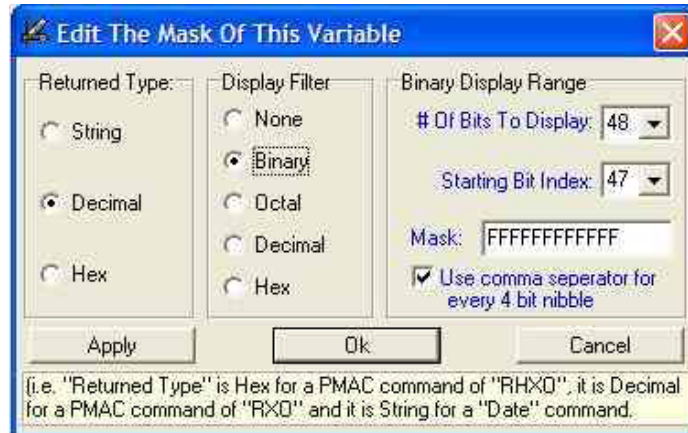 Edit The Mask Of This Variable
Returned Type:
String
Decimal
Hex
Display Filter
None
Binary
Octal
Decimal
Hex
Binary Display Range
# Of Bits To Display: 48
Starting Bit Index: 47
Mask: FFFFFFFFFFFF
Use comma seperator for
every 4 bit nibble
Apply
Ok
Cancel
(i.e. "Returned Type" is Hex for a PMAC command of "RHX0", it is Decimal
for a PMAC command of "RX0" and it is String for a "Date" command.